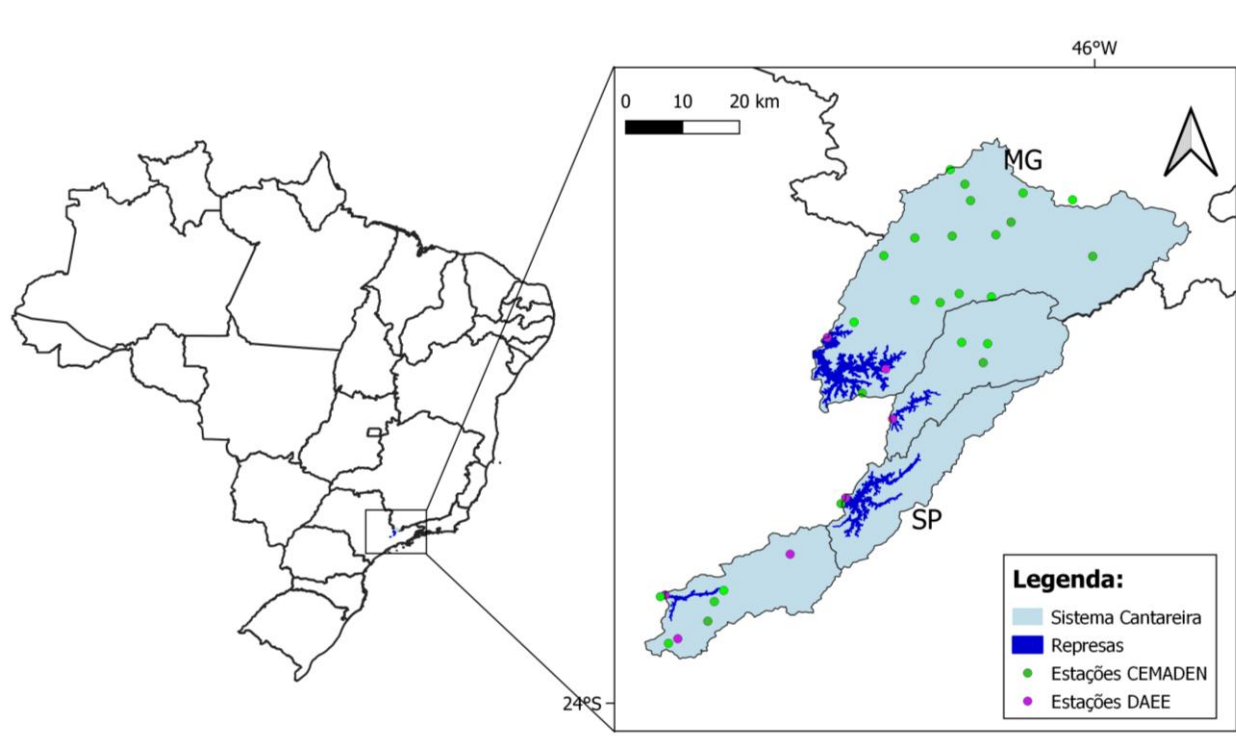 46°W
0 10 20 km
MG
SP
Legenda:
Sistema Cantareira
Represas
Estações CEMADEN
Estações DAEE
24°S